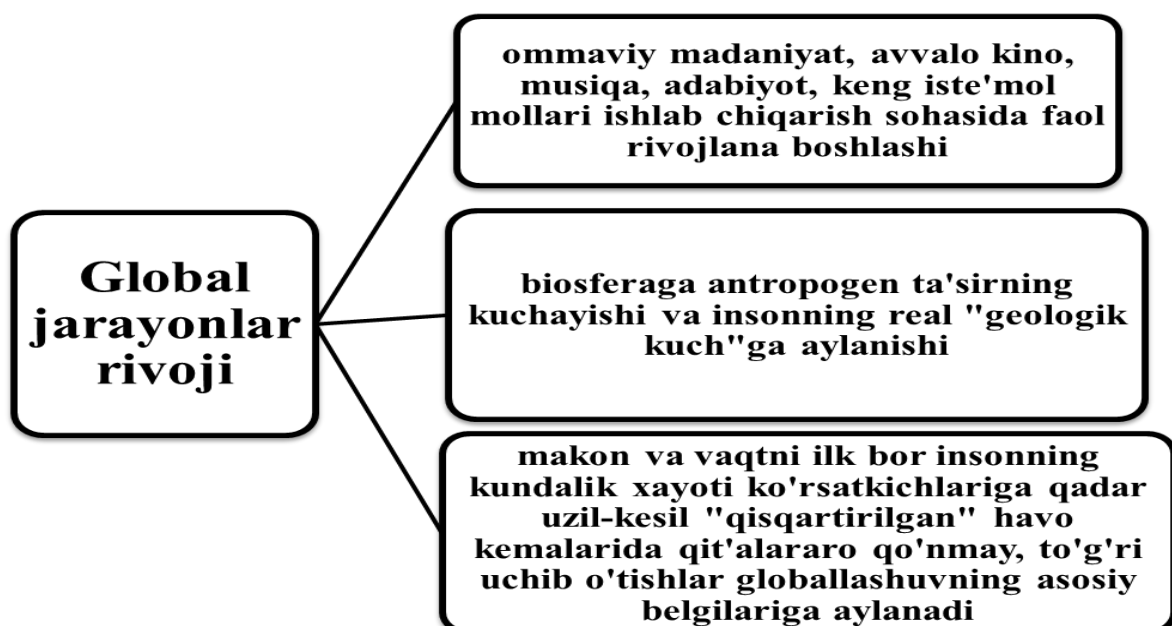 Global
jarayonlar
rivoji
ommaviy madaniyat, avvalo kino,
musiqa, adabiyot, keng iste'mol
mollari ishlab chiqarish sohasida faol
rivojlana boshlashi
biosferaga antropogen ta'sirning
kuchayishi va insonning real "geologik
kuch"ga aylanishi
makon va vaqtni ilk bor insonning
kundalik xayoti ko'rsatkichlariga qadar
uzil-kesil "qisqartirilgan" havo
kemalarida qit'alararo qo'nmay, to'g'ri
uchib o'tishlar globallashuvning asosiy
belgilariga aylanadi